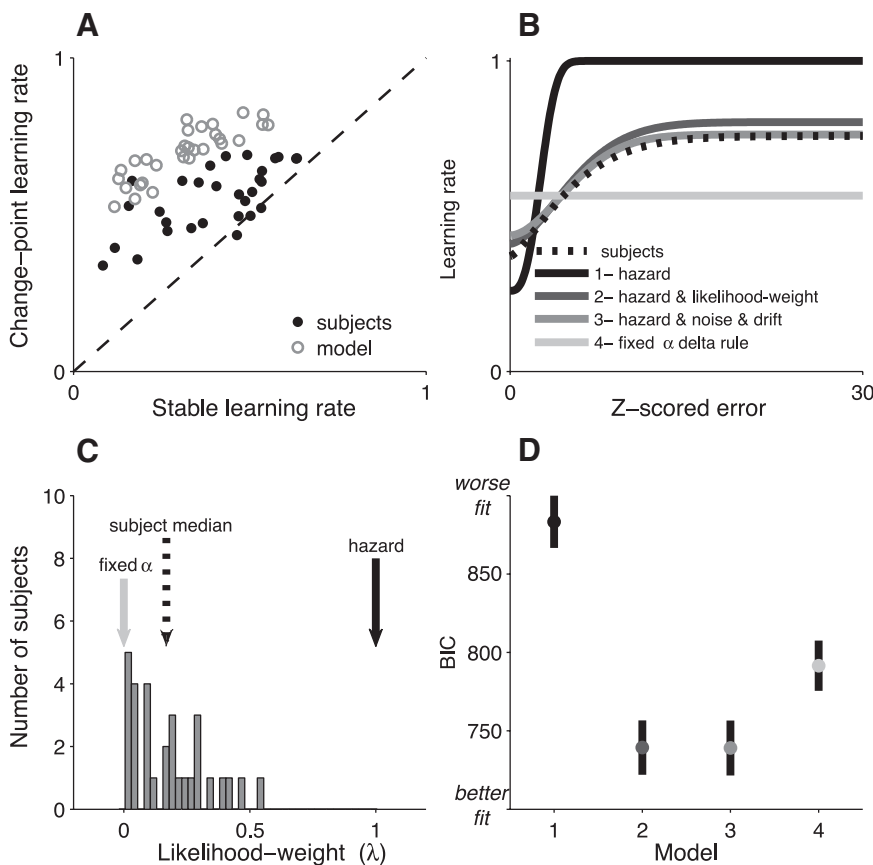 A
1
Change-point learning rate
subjects
model
0
0
Stable learning rate
1
B
1
Learning rate
subjects
1- hazard
2- hazard & likelihood-weight
3- hazard & noise & drift
4- fixed α delta rule
0
0
Z-scored error
30
C
10
8
6
4
2
0
Number of subjects
subject median
fixed α
hazard
0
0.5
1
Likelihood-weight (λ)
D
worse
fit
850
800
BIC
750
better
fit
1
2
3
4
Model